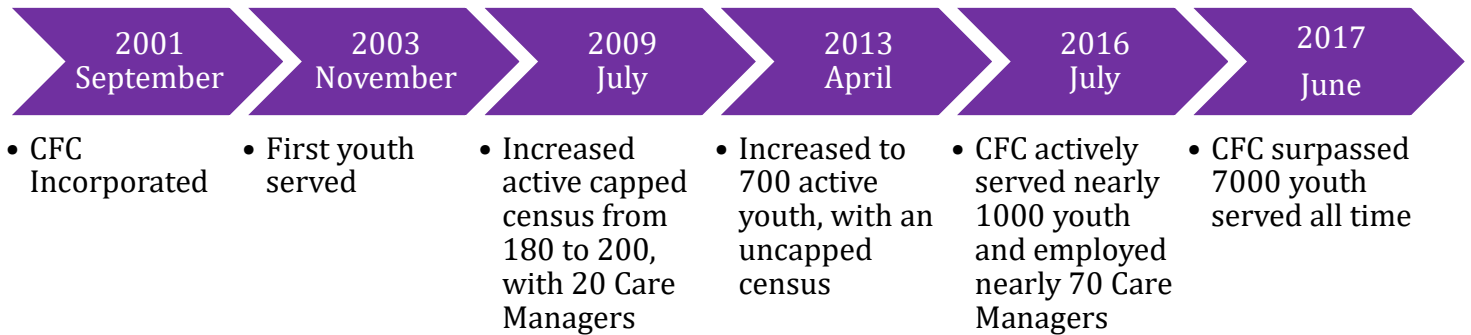 2001
September
2003
November
2009
July
2013
April
2016
July
2017
June
• CFC
Incorporated
• First youth
served
• Increased
active capped
census from
180 to 200,
with 20 Care
Managers
• Increased to
700 active
youth, with an
uncapped
census
• CFC actively
served nearly
1000 youth
and employed
nearly 70 Care
Managers
• CFC surpassed
7000 youth
served all time